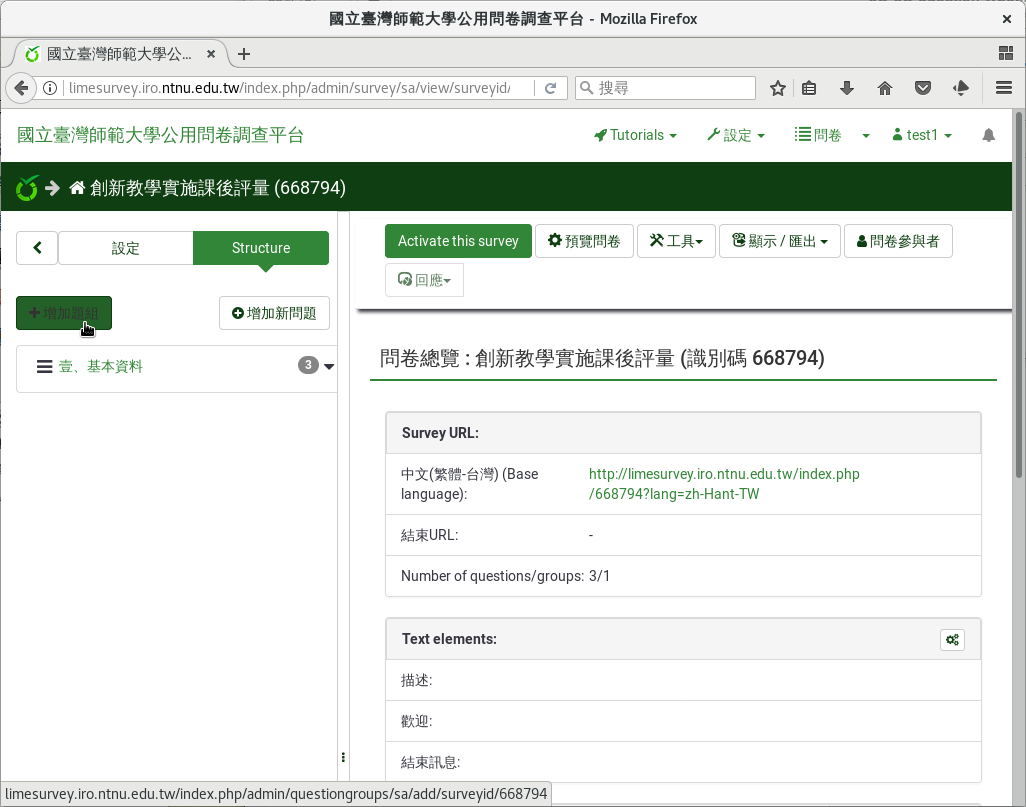 國立臺灣師範大學公用問卷調查平台 - Mozilla Firefox
國立臺灣師範大學公...
limesurvey.iro.ntnu.edu.tw/index.php/admin/survey/sa/view/surveyid/
搜尋
國立臺灣師範大學公用問卷調查平台
Tutorials
設定
問卷
test1
創新教學實施課後評量 (668794)
設定
Structure
Activate this survey
預覽問卷
工具
顯示 / 匯出
問卷參與者
回應
增加題組
增加新問題
壹、基本資料
3
問卷總覽 : 創新教學實施課後評量 (識別碼 668794)
Survey URL:
中文(繁體-台灣) (Base
language):
http://limesurvey.iro.ntnu.edu.tw/index.php
/668794?lang=zh-Hant-TW
結束URL:
-
Number of questions/groups: 3/1
Text elements:
描述:
歡迎:
結束訊息:
limesurvey.iro.ntnu.edu.tw/index.php/admin/questiongroups/sa/add/surveyid/668794